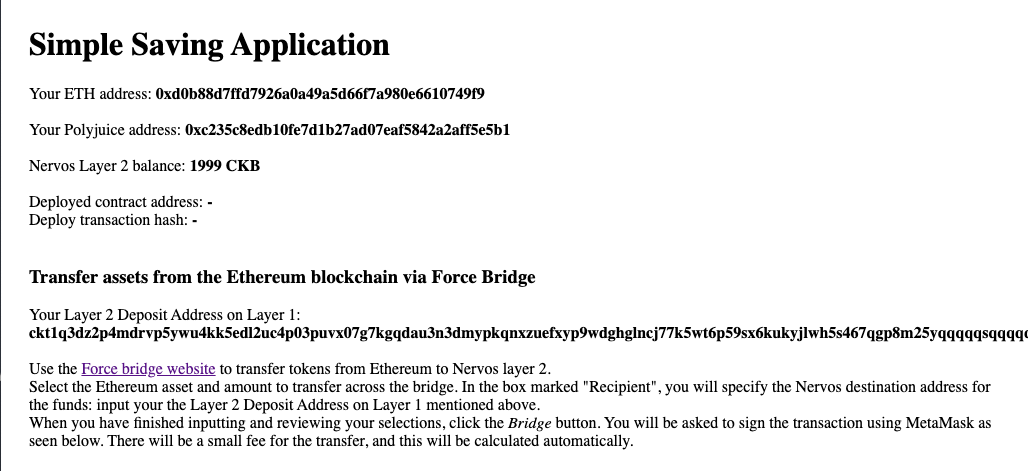 Simple Saving Application
Your ETH address: 0xd0b88d7ffd7926a0a49a5d66f7a980e6610749f9
Your Polyjuice address: 0xc235c8edb10fe7d1b27ad07eaf5842a2aff5e5b1
Nervos Layer 2 balance: 1999 CKB
Deployed contract address: -
Deploy transaction hash: -
Transfer assets from the Ethereum blockchain via Force Bridge
Your Layer 2 Deposit Address on Layer 1:
ckt1q3dz2p4mdrvp5ywu4kk5edl2uc4p03puvx07g7kgqdau3n3dmypkqnxzuefxyp9wdghglncj77k5wt6p59sx6kukyjlwh5s467qgp8m25yqqqqqsqqqq
Use the Force bridge website to transfer tokens from Ethereum to Nervos layer 2.
Select the Ethereum asset and amount to transfer across the bridge. In the box marked "Recipient", you will specify the Nervos destination address for
the funds: input your the Layer 2 Deposit Address on Layer 1 mentioned above.
When you have finished inputting and reviewing your selections, click the Bridge button. You will be asked to sign the transaction using MetaMask as
seen below. There will be a small fee for the transfer, and this will be calculated automatically.